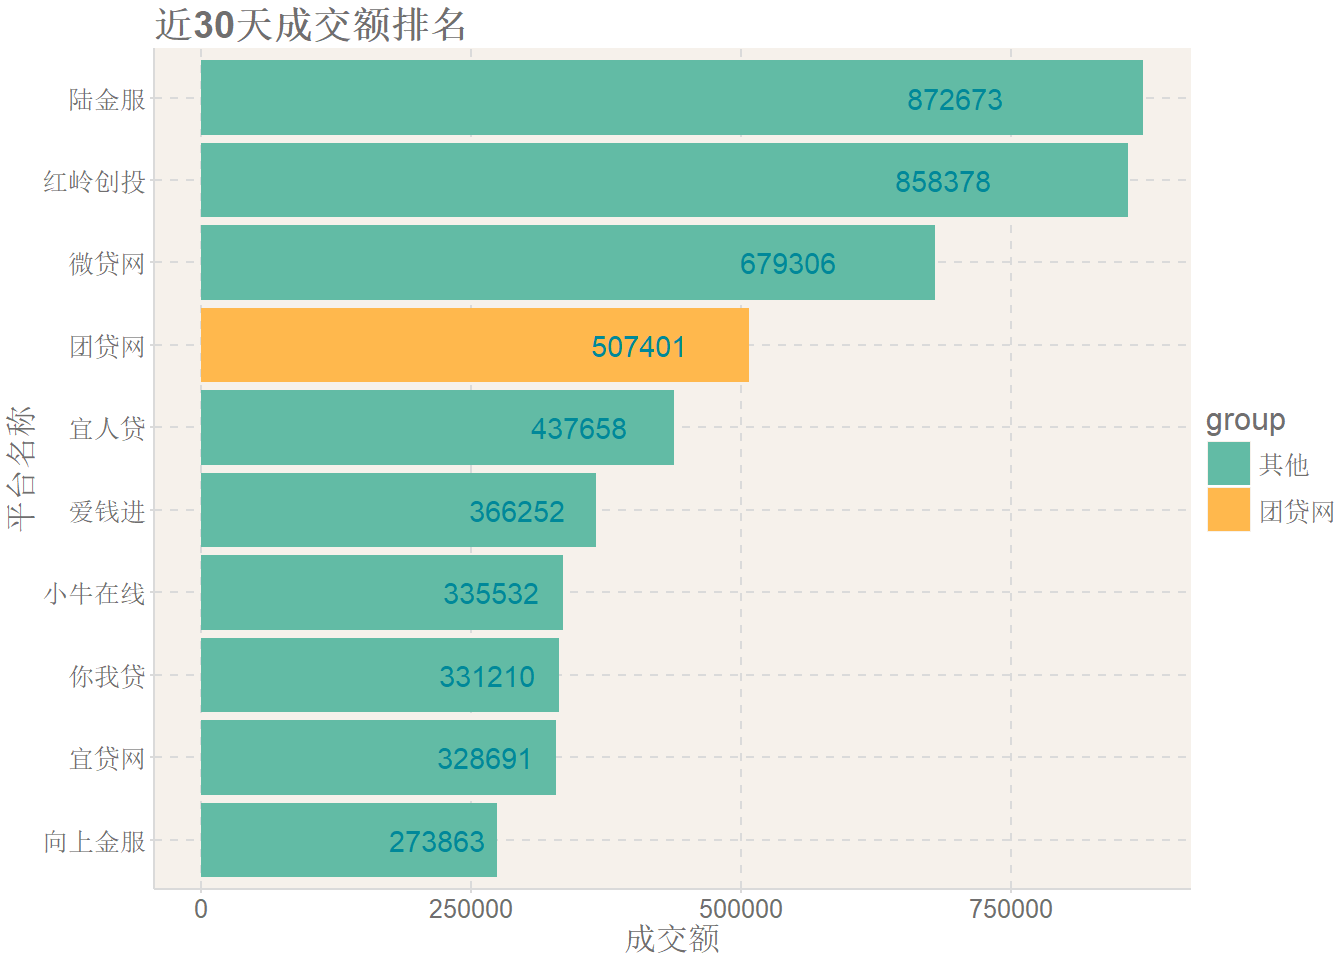 近30天成交额排名
平台名称
陆金服
872673
红岭创投
858378
微贷网
679306
团贷网
507401
宜人贷
437658
爱钱进
366252
小牛在线
335532
你我贷
331210
宜贷网
328691
向上金服
273863
0 250000 500000 750000
成交额
group
其他
团贷网